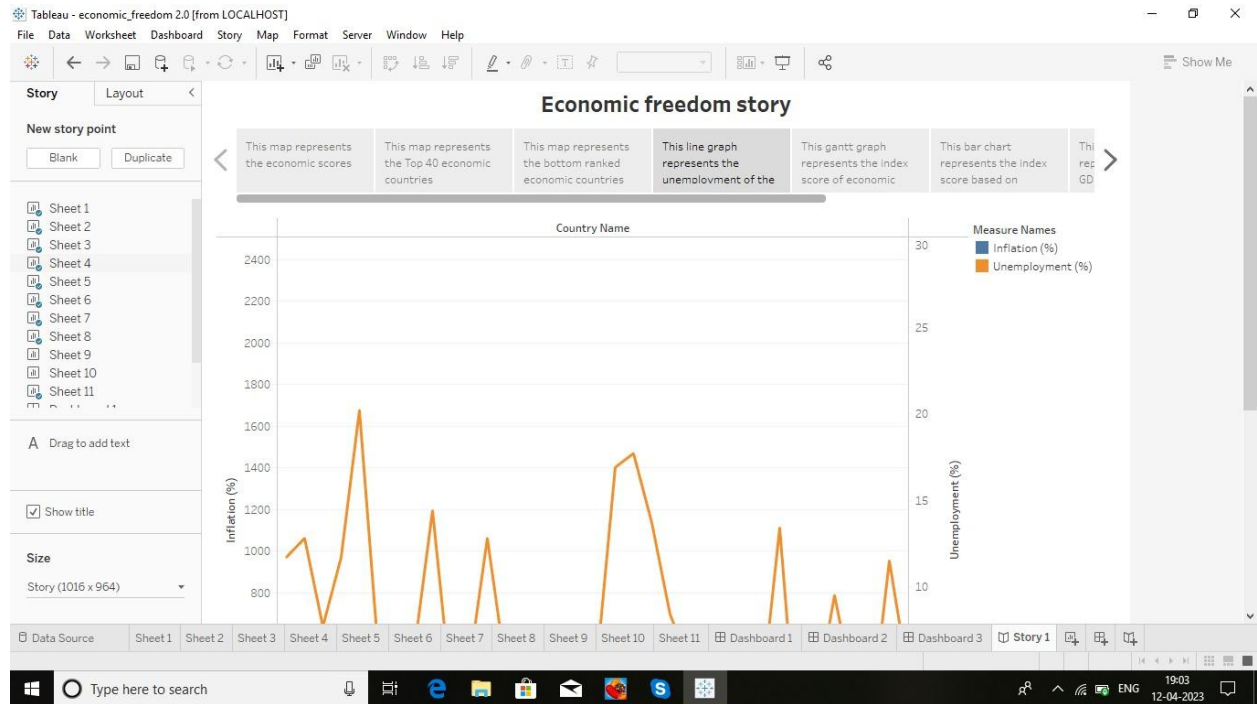 Tableau - economic_freedom 2.0 [from LOCALHOST]
File Data Worksheet Dashboard Story Map Format Server Window Help
Show Me
Story Layout
New story point
Blank Duplicate
Sheet 1
Sheet 2
Sheet 3
Sheet 4
Sheet 5
Sheet 6
Sheet 7
Sheet 8
Sheet 9
Sheet 10
Sheet 11
A Drag to add text
Show title
Size
Story (1016 x 964)
Economic freedom story
This map represents
the economic scores
This map represents
the Top 40 economic
countries
This map represents
the bottom ranked
economic countries
This line graph
represents the
unemployment of the
This gantt graph
represents the index
score of economic
This bar chart
represents the index
score based on
Thi
rep
GD
Country Name
2400
2200
2000
1800
1600
1400
1200
1000
800
Inflation (%)
30
25
20
15
10
Unemployment (%)
Measure Names
Inflation (%)
Unemployment (%)
Data Source Sheet 1 Sheet 2 Sheet 3 Sheet 4 Sheet 5 Sheet 6 Sheet 7 Sheet 8 Sheet 9 Sheet 10 Sheet 11 Dashboard 1 Dashboard 2 Dashboard 3 Story 1
Type here to search
ENG
19:03
12-04-2023